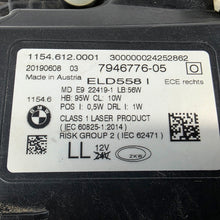 1154.612.0001 300000024252862
20190608 03 7946776-05
Made in Austria ELD558 I ECE rechts
MD E9 22419-1 LB:56W
1154.6 HB: 95W CL: 10W
POS I: 0,5W DRL I: 1W
CLASS 1 LASER PRODUCT
( IEC 60825-1:2014 )
RISK GROUP 2 ( IEC 62471 )
LL 12V